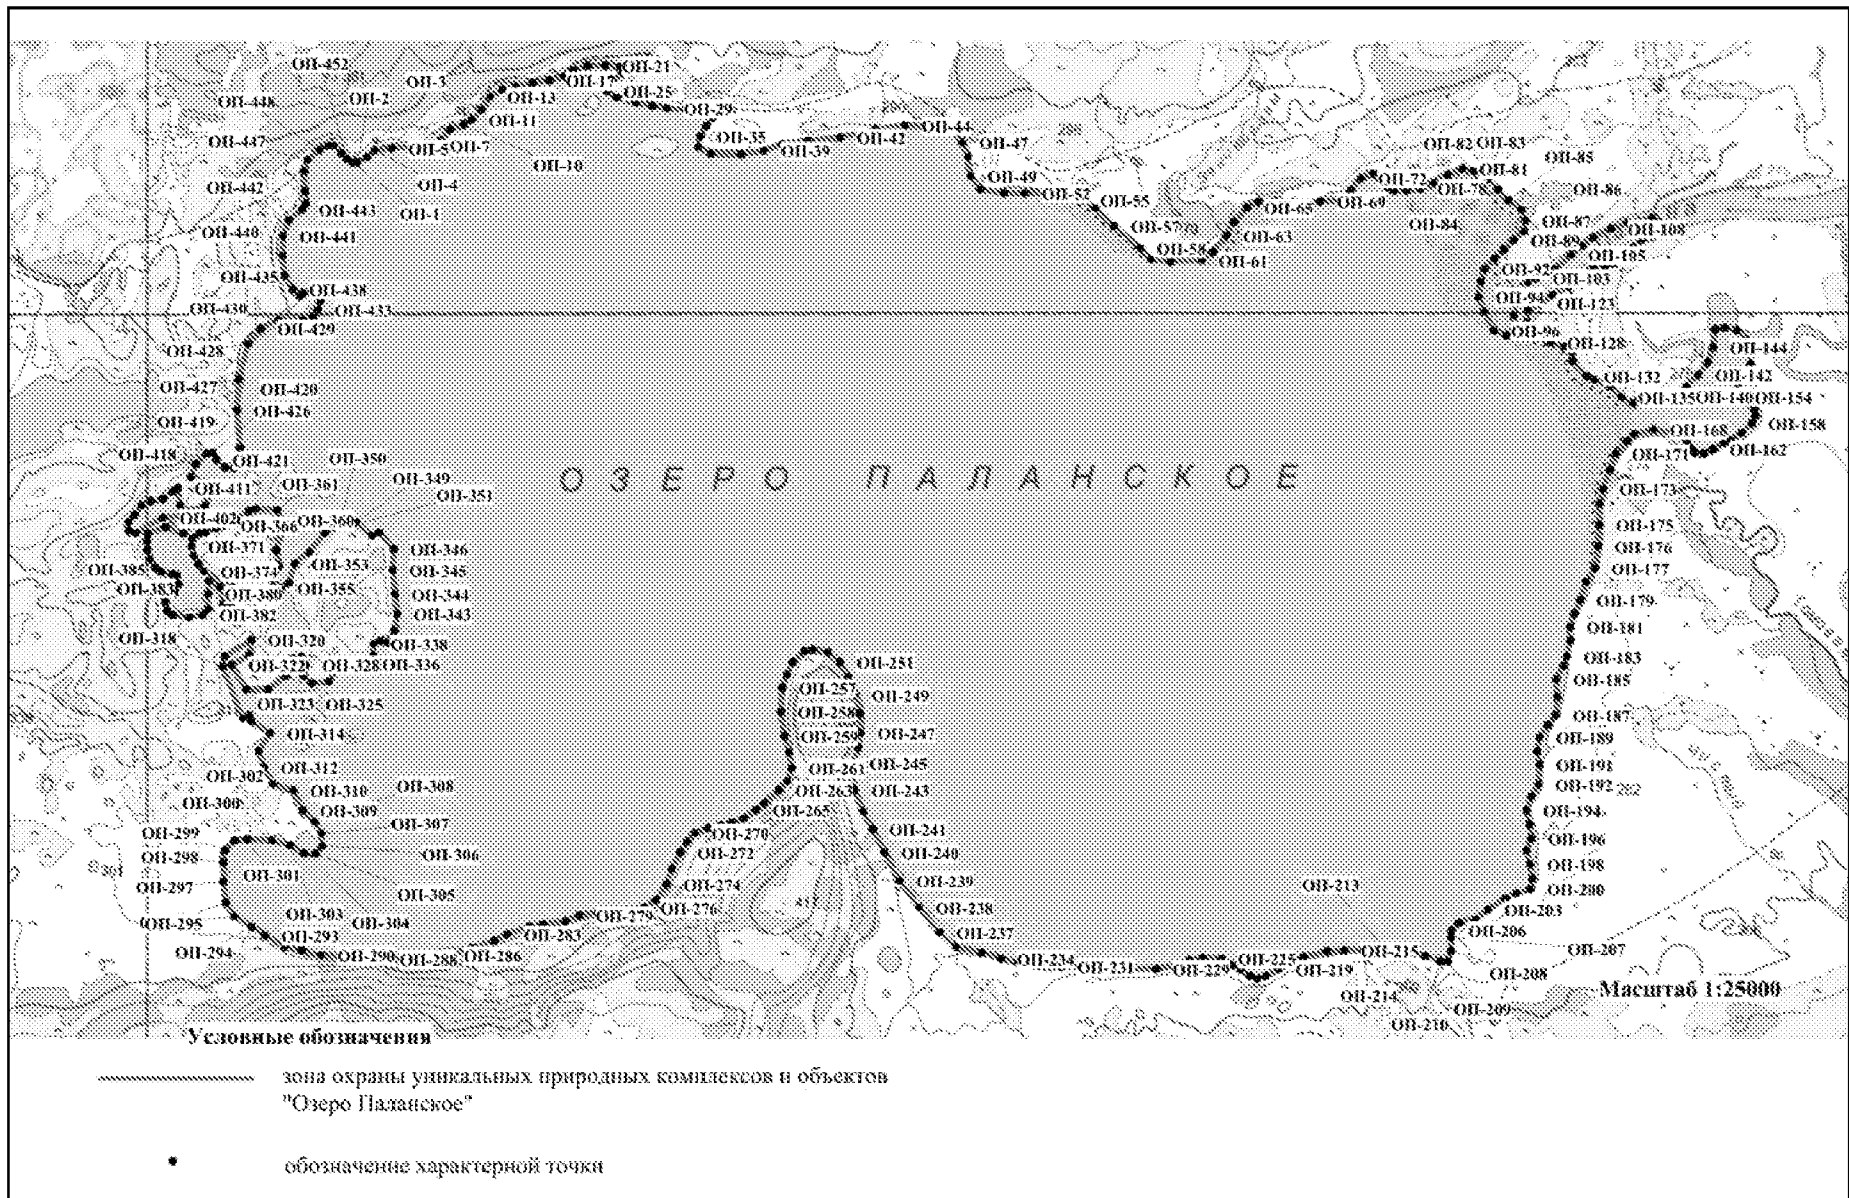 ОП-452
ОП-3
ОП-21
ОП-17
ОП-448
ОП-2
ОП-13
ОП-25
ОП-29
ОП-11
ОП-447
ОП-5
ОП-7
ОП-35
ОП-39
ОП-42
ОП-44
ОП-47
ОП-82
ОП-83
ОП-85
ОП-10
ОП-442
ОП-4
ОП-49
ОП-52
ОП-72
ОП-78
ОП-81
ОП-86
ОП-443
ОП-1
ОП-55
ОП-65
ОП-69
ОП-440
ОП-441
ОП-57
ОП-58
ОП-63
ОП-61
ОП-84
ОП-87
ОП-89
ОП-108
ОП-105
ОП-435
ОП-438
ОП-92
ОП-103
ОП-430
ОП-433
ОП-94
ОП-123
ОП-429
ОП-96
ОП-428
ОП-128
ОП-144
ОП-427
ОП-420
ОП-132
ОП-142
ОП-426
ОП-135
ОП-140
ОП-154
ОП-419
ОП-158
ОП-168
ОП-418
ОП-421
ОП-350
ОП-171
ОП-162
ОЗЕРО ПАЛАНСКОЕ
ОП-411
ОП-361
ОП-349
ОП-351
ОП-173
ОП-402
ОП-366
ОП-360
ОП-175
ОП-371
ОП-346
ОП-176
ОП-385
ОП-374
ОП-353
ОП-345
ОП-177
ОП-383
ОП-380
ОП-355
ОП-344
ОП-179
ОП-382
ОП-343
ОП-181
ОП-318
ОП-320
ОП-338
ОП-322
ОП-328
ОП-336
ОП-251
ОП-183
ОП-257
ОП-249
ОП-185
ОП-323
ОП-325
ОП-258
ОП-187
ОП-314
ОП-259
ОП-247
ОП-189
ОП-302
ОП-312
ОП-261
ОП-245
ОП-191
ОП-310
ОП-308
ОП-263
ОП-243
ОП-192
262
ОП-300
ОП-309
ОП-265
ОП-194
ОП-299
ОП-307
ОП-270
ОП-241
ОП-196
ОП-298
ОП-306
ОП-272
ОП-240
ОП-198
ОП-301
ОП-297
ОП-305
ОП-274
ОП-239
ОП-213
ОП-200
ОП-276
ОП-238
ОП-203
ОП-295
ОП-303
ОП-304
ОП-279
ОП-293
ОП-283
ОП-237
ОП-206
ОП-294
ОП-290
ОП-288
ОП-286
ОП-234
ОП-231
ОП-229
ОП-225
ОП-219
ОП-215
ОП-207
ОП-208
ОП-214
ОП-209
ОП-210
Масштаб 1:25000
Условные обозначения
зона охраны уникальных природных комплексов и объектов
"Озеро Паланское"
обозначение характерной точки